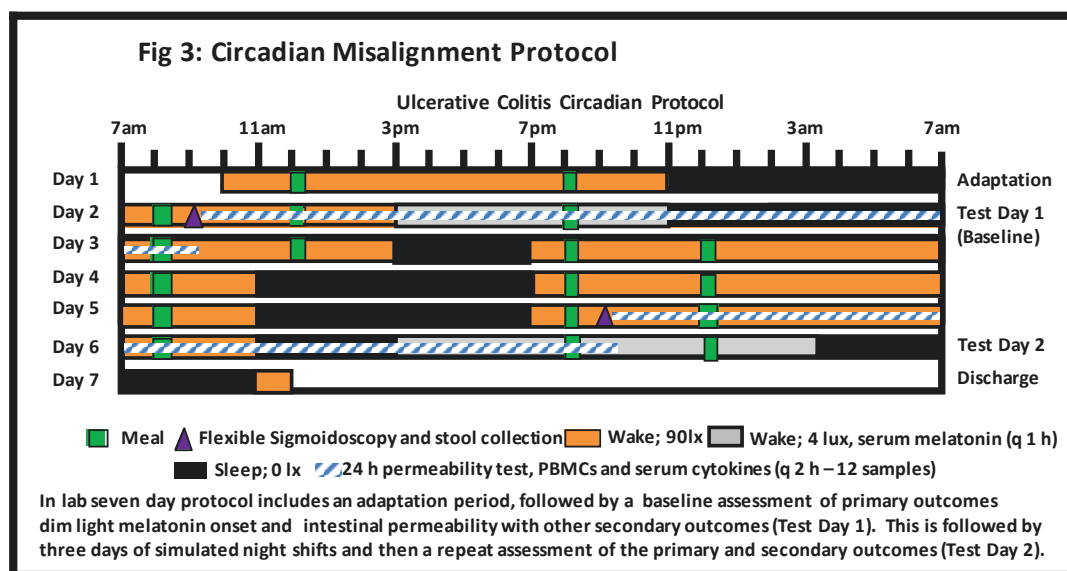 Fig 3: Circadian Misalignment Protocol
Ulcerative Colitis Circadian Protocol
7am 11am 3pm 7pm 11pm 3am 7am
Day 1 Adaptation
Day 2 Test Day 1
(Baseline)
Day 3
Day 4
Day 5
Day 6 Test Day 2
Day 7 Discharge
Meal Flexible Sigmoidoscopy and stool collection Wake; 90lx Wake; 4 lux, serum melatonin (q 1 h)
Sleep; 0 lx 24 h permeability test, PBMCs and serum cytokines (q 2 h – 12 samples)
In lab seven day protocol includes an adaptation period, followed by a baseline assessment of primary outcomes
dim light melatonin onset and intestinal permeability with other secondary outcomes (Test Day 1). This is followed by
three days of simulated night shifts and then a repeat assessment of the primary and secondary outcomes (Test Day 2).